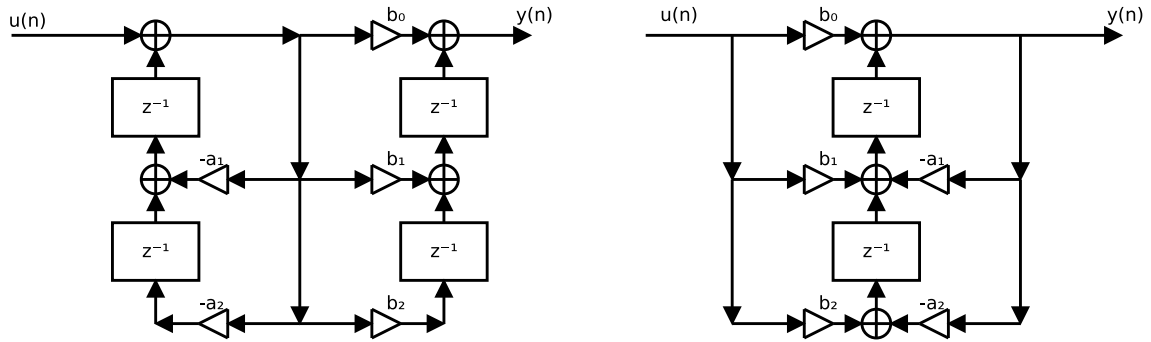 u(n) b₀ y(n) u(n) b₀ y(n)
z⁻¹ z⁻¹ z⁻¹
-a₁ b₁ b₁ -a₁
z⁻¹ z⁻¹ z⁻¹
-a₂ b₂ b₂ -a₂